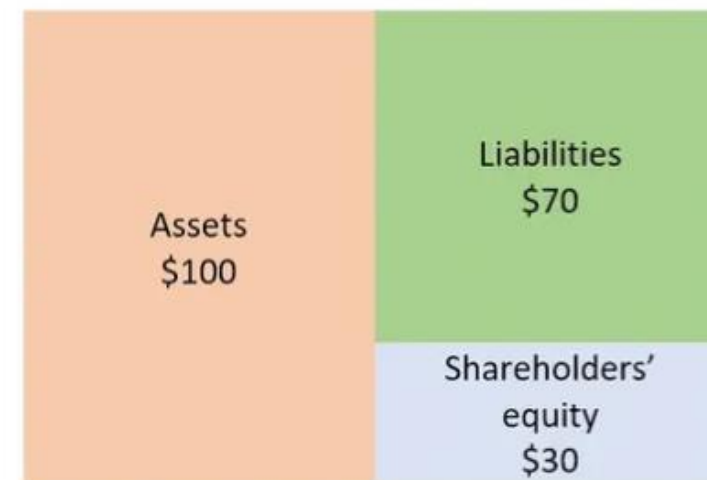 Assets
$100
Liabilities
$70
Shareholders’
equity
$30